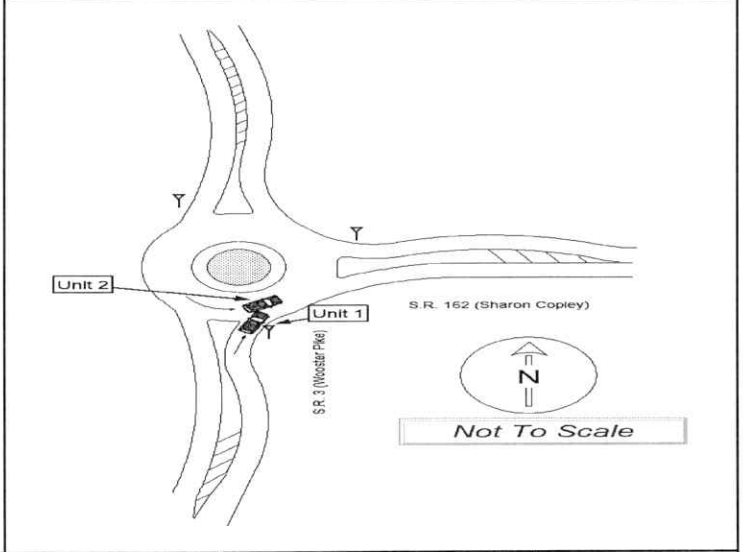 Unit 2
Unit 1
S.R. 162 (Sharon Copley)
S.R. 3 (Wooster Pike)
N
Not To Scale